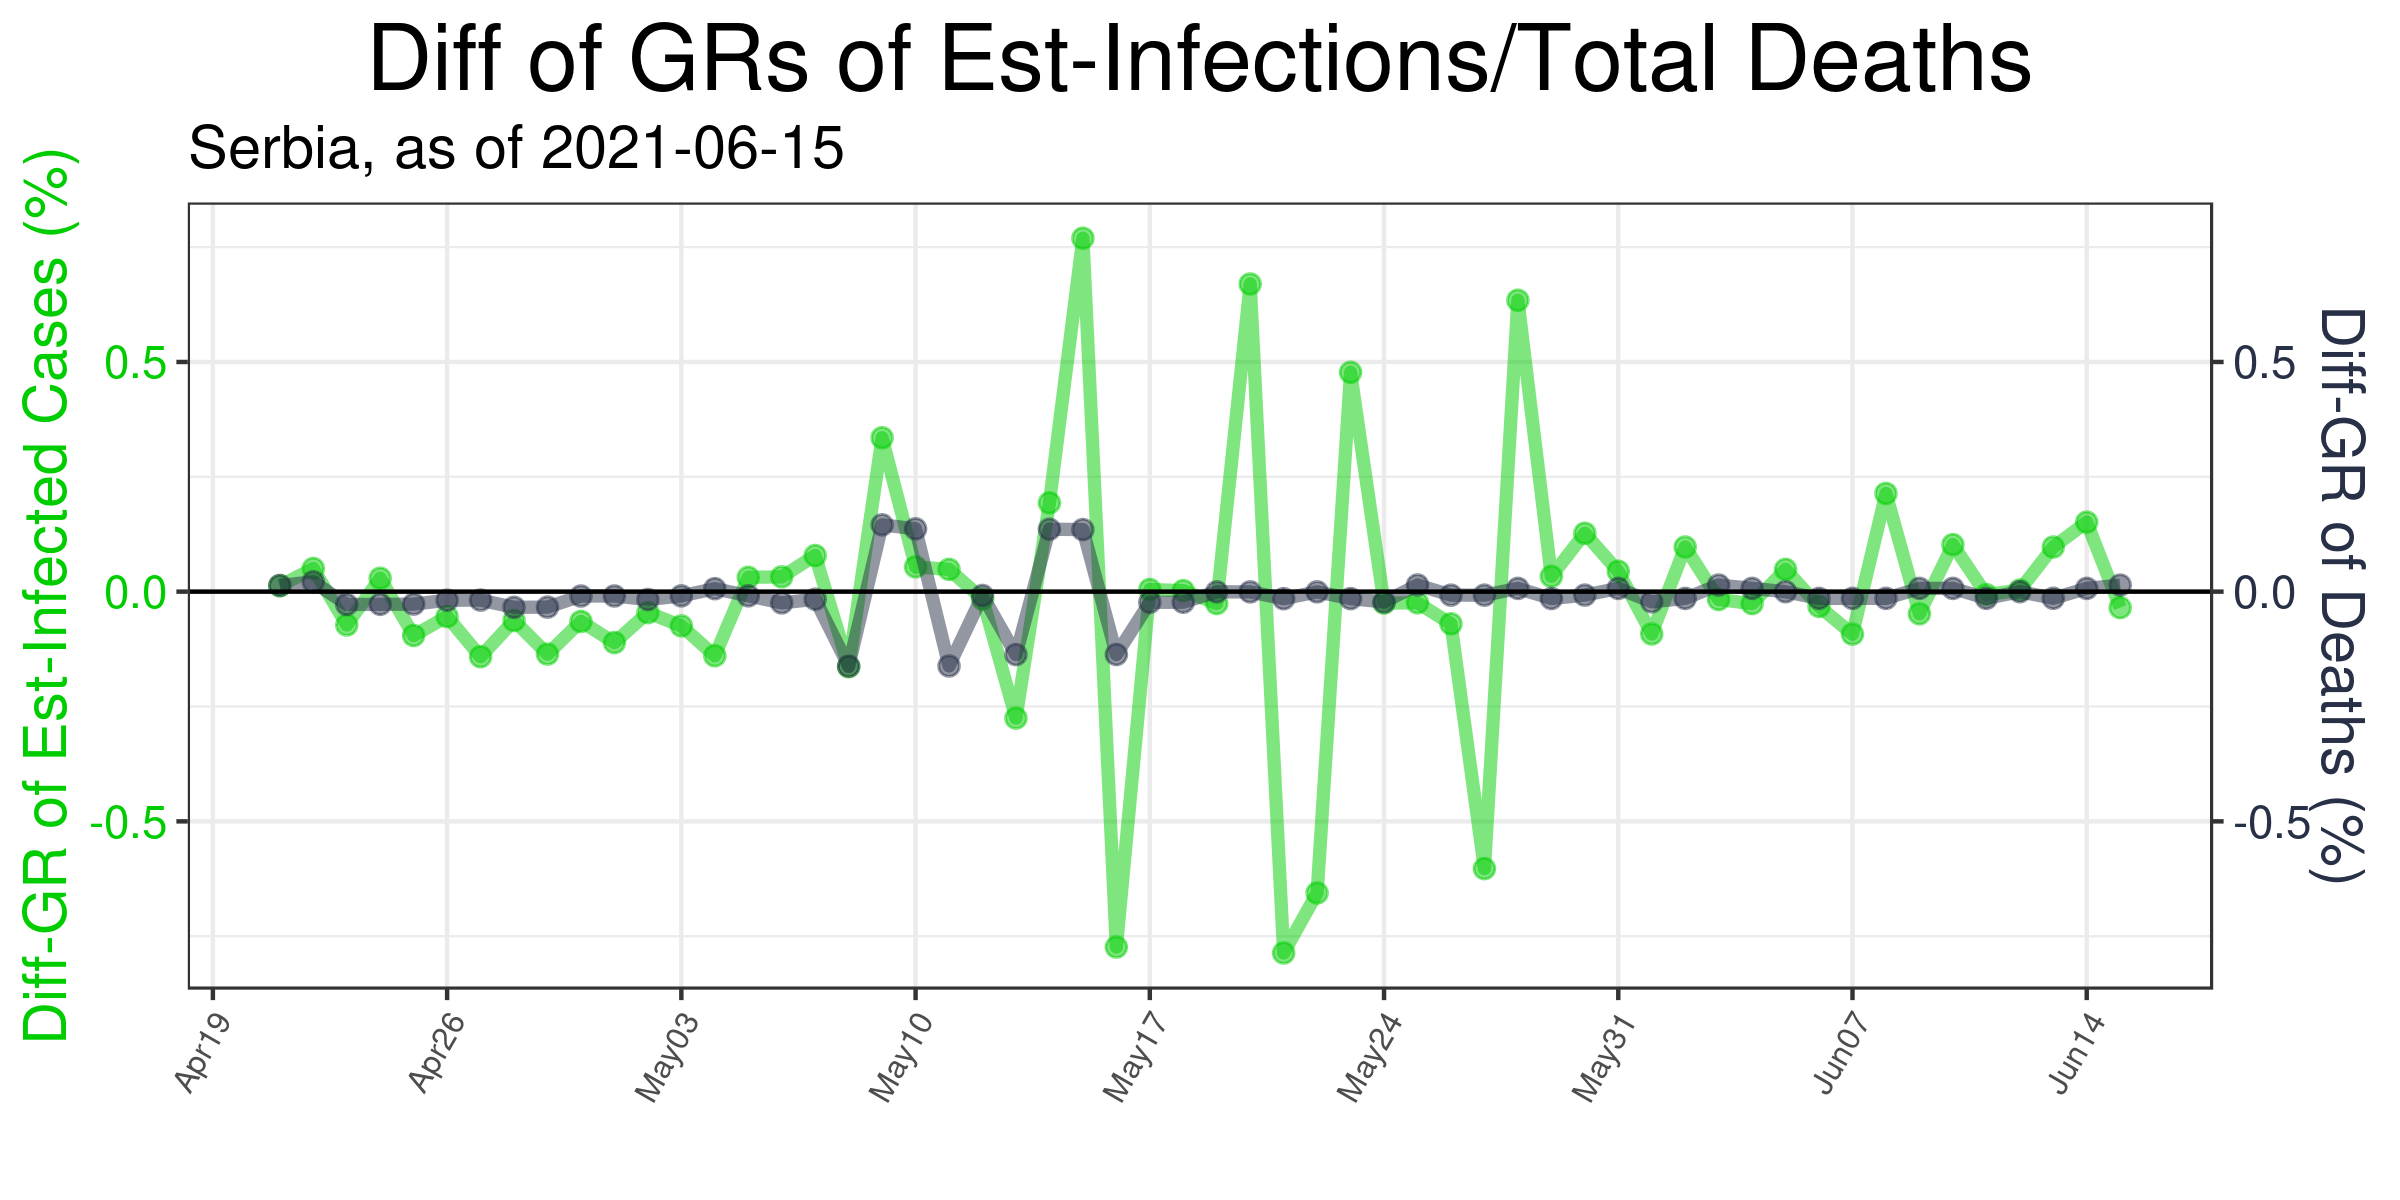 Diff of GRs of Est-Infections/Total Deaths
Serbia, as of 2021-06-15
Diff-GR of Est-Infected Cases (%)
0.5
0.0
-0.5
0.5
0.0
-0.5
Diff-GR of Deaths (%)
Apr19
Apr26
May03
May10
May17
May24
May31
Jun07
Jun14